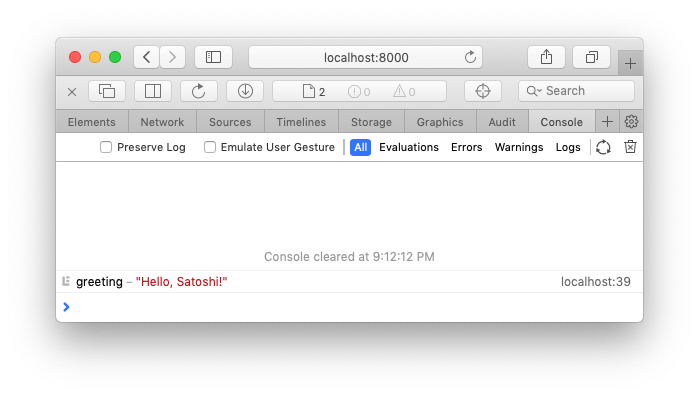 localhost:8000
2 0 0 Search
Elements Network Sources Timelines Storage Graphics Audit Console
Preserve Log Emulate User Gesture All Evaluations Errors Warnings Logs
Console cleared at 9:12:12 PM
greeting – "Hello, Satoshi!" localhost:39